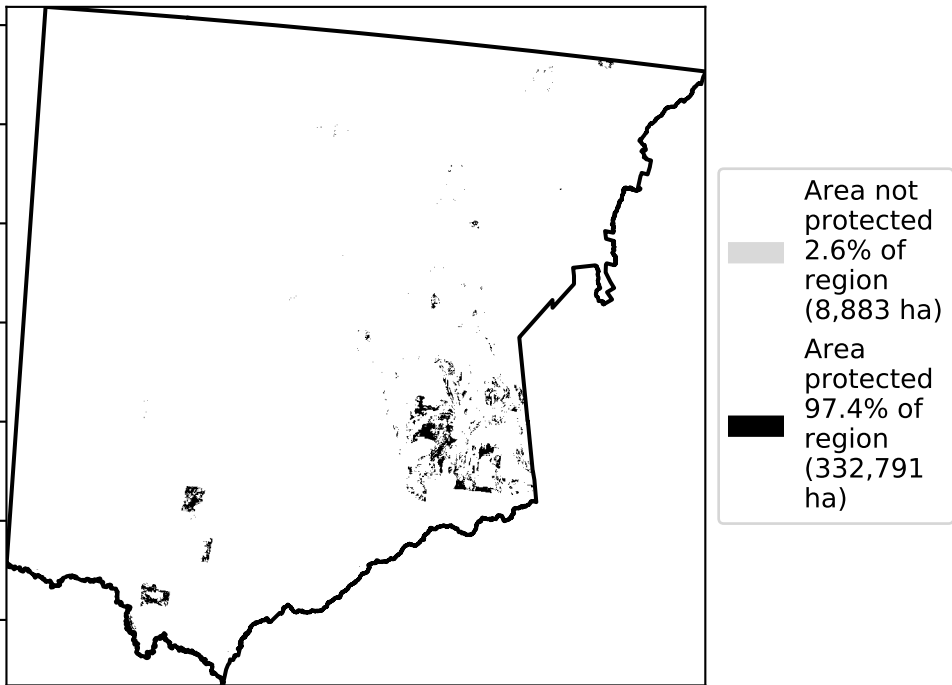 Area not
protected
2.6% of
region
(8,883 ha)
Area
protected
97.4% of
region
(332,791
ha)